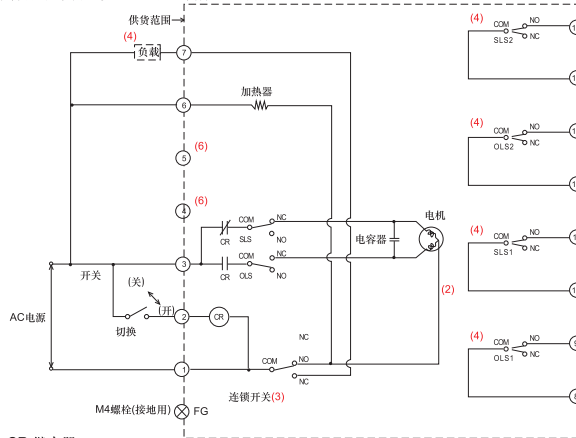 供货范围
(4)
负载
7
加热器
6
5
(6)
4
(6)
COM
NC
CR
SLS
NO
电容器
电机
3
开关
CR
COM
OLS
NC
NO
(2)
(关)
(开)
AC电源
切换
2
CR
NC
1
COM
NO
NC
连锁开关(3)
M4螺栓(接地用)
FG
(4)
COM
NO
SLS2
NC
(4)
COM
NO
OLS2
NC
(4)
COM
NO
SLS1
NC
(4)
COM
NO
OLS1
NC
9
8